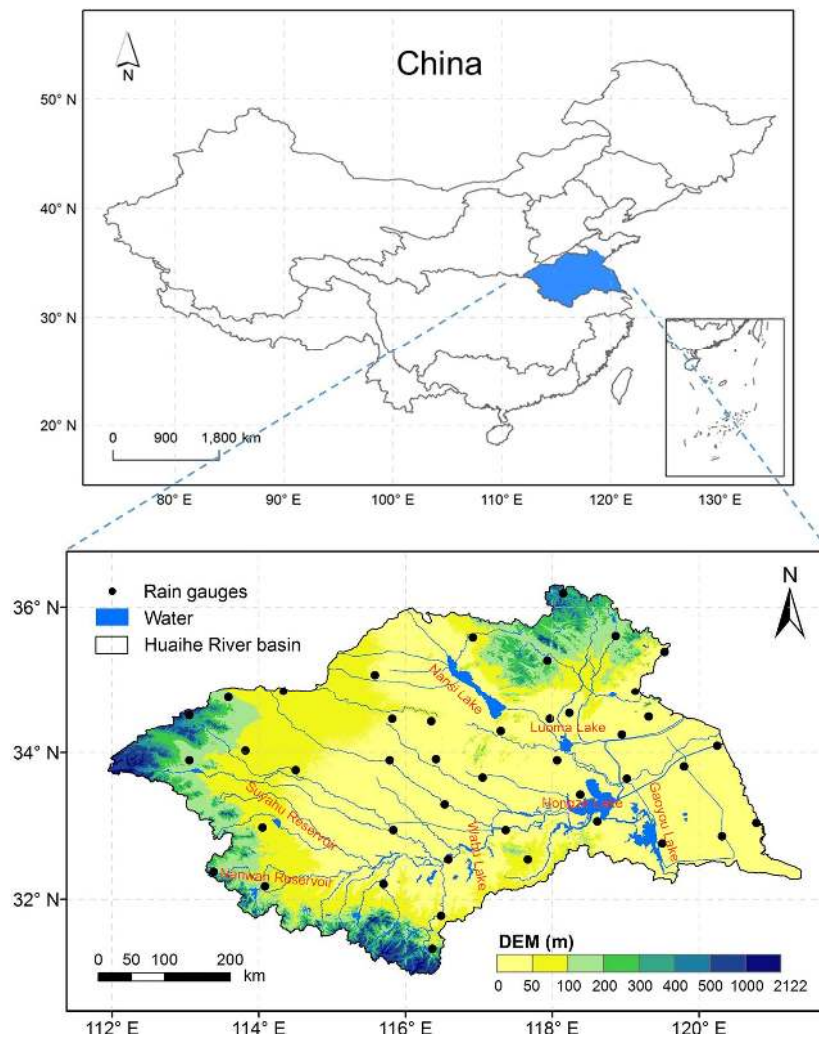 China
N
50° N
40° N
30° N
20° N
0 900 1,800 km
80° E 90° E 100° E 110° E 120° E 130° E
36° N
34° N
32° N
Rain gauges
Water
Huaihe River basin
N
Nansi Lake
Luoma Lake
Hongze Lake
Gaoyou Lake
Suyahu Reservoir
Wabu Lake
Nanwan Reservoir
0 50 100 200
km
DEM (m)
0 50 100 200 300 400 500 1000 2122
112° E 114° E 116° E 118° E 120° E